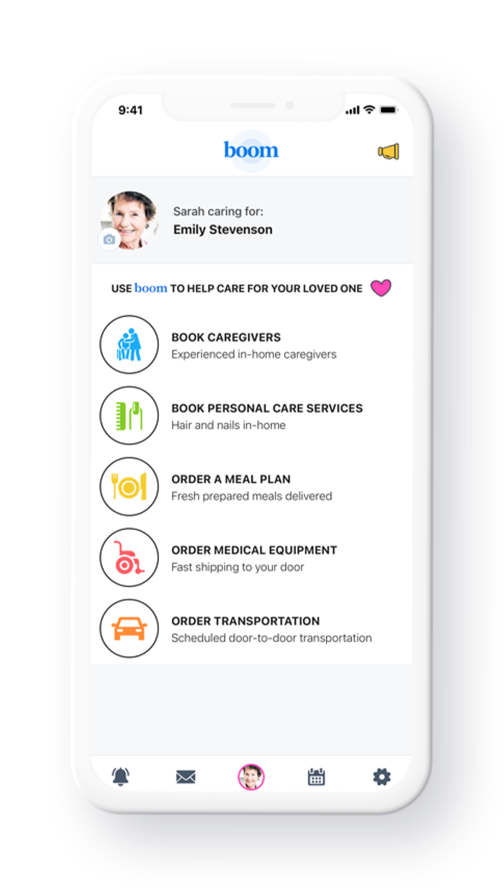 9:41
boom
Sarah caring for:
Emily Stevenson
USE boom TO HELP CARE FOR YOUR LOVED ONE
BOOK CAREGIVERS
Experienced in-home caregivers
BOOK PERSONAL CARE SERVICES
Hair and nails in-home
ORDER A MEAL PLAN
Fresh prepared meals delivered
ORDER MEDICAL EQUIPMENT
Fast shipping to your door
ORDER TRANSPORTATION
Scheduled door-to-door transportation